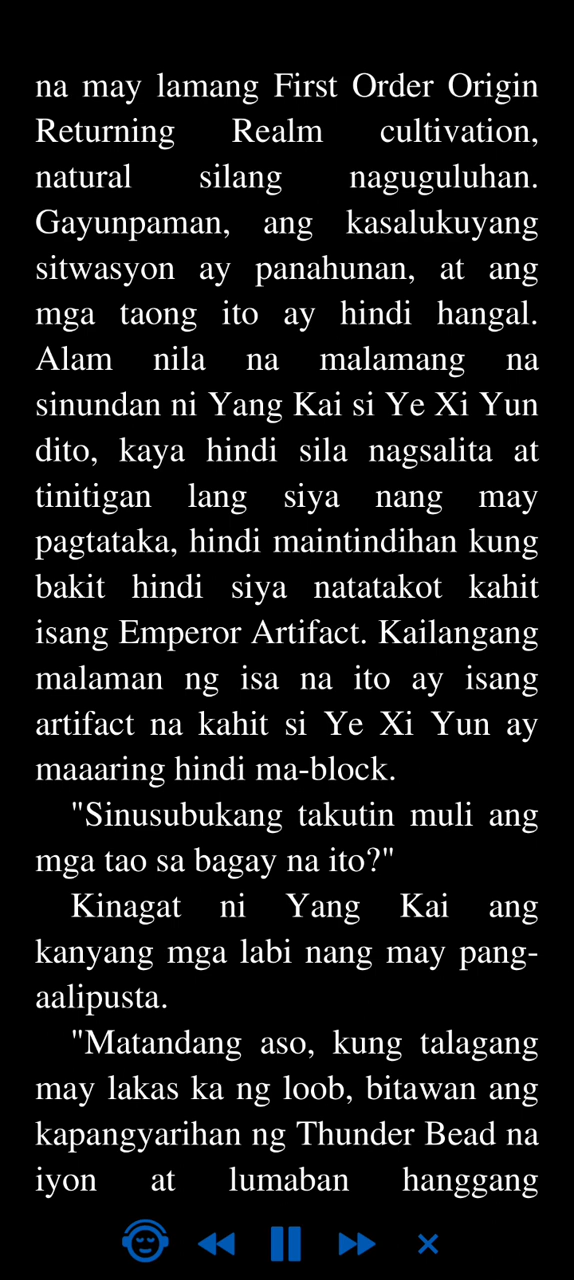 na may lamang First Order Origin
Returning Realm cultivation,
natural silang naguguluhan.
Gayunpaman, ang kasalukuyang
sitwasyon ay panahunan, at ang
mga taong ito ay hindi hangal.
Alam nila na malamang na
sinundan ni Yang Kai si Ye Xi Yun
dito, kaya hindi sila nagsalita at
tinitigan lang siya nang may
pagtataka, hindi maintindihan kung
bakit hindi siya natatakot kahit
isang Emperor Artifact. Kailangang
malaman ng isa na ito ay isang
artifact na kahit si Ye Xi Yun ay
maaaring hindi ma-block.
"Sinusubukang takutin muli ang
mga tao sa bagay na ito?"
Kinagat ni Yang Kai ang
kanyang mga labi nang may pang-
aalipusta.
"Matandang aso, kung talagang
may lakas ka ng loob, bitawan ang
kapangyarihan ng Thunder Bead na
iyon at lumaban hanggang